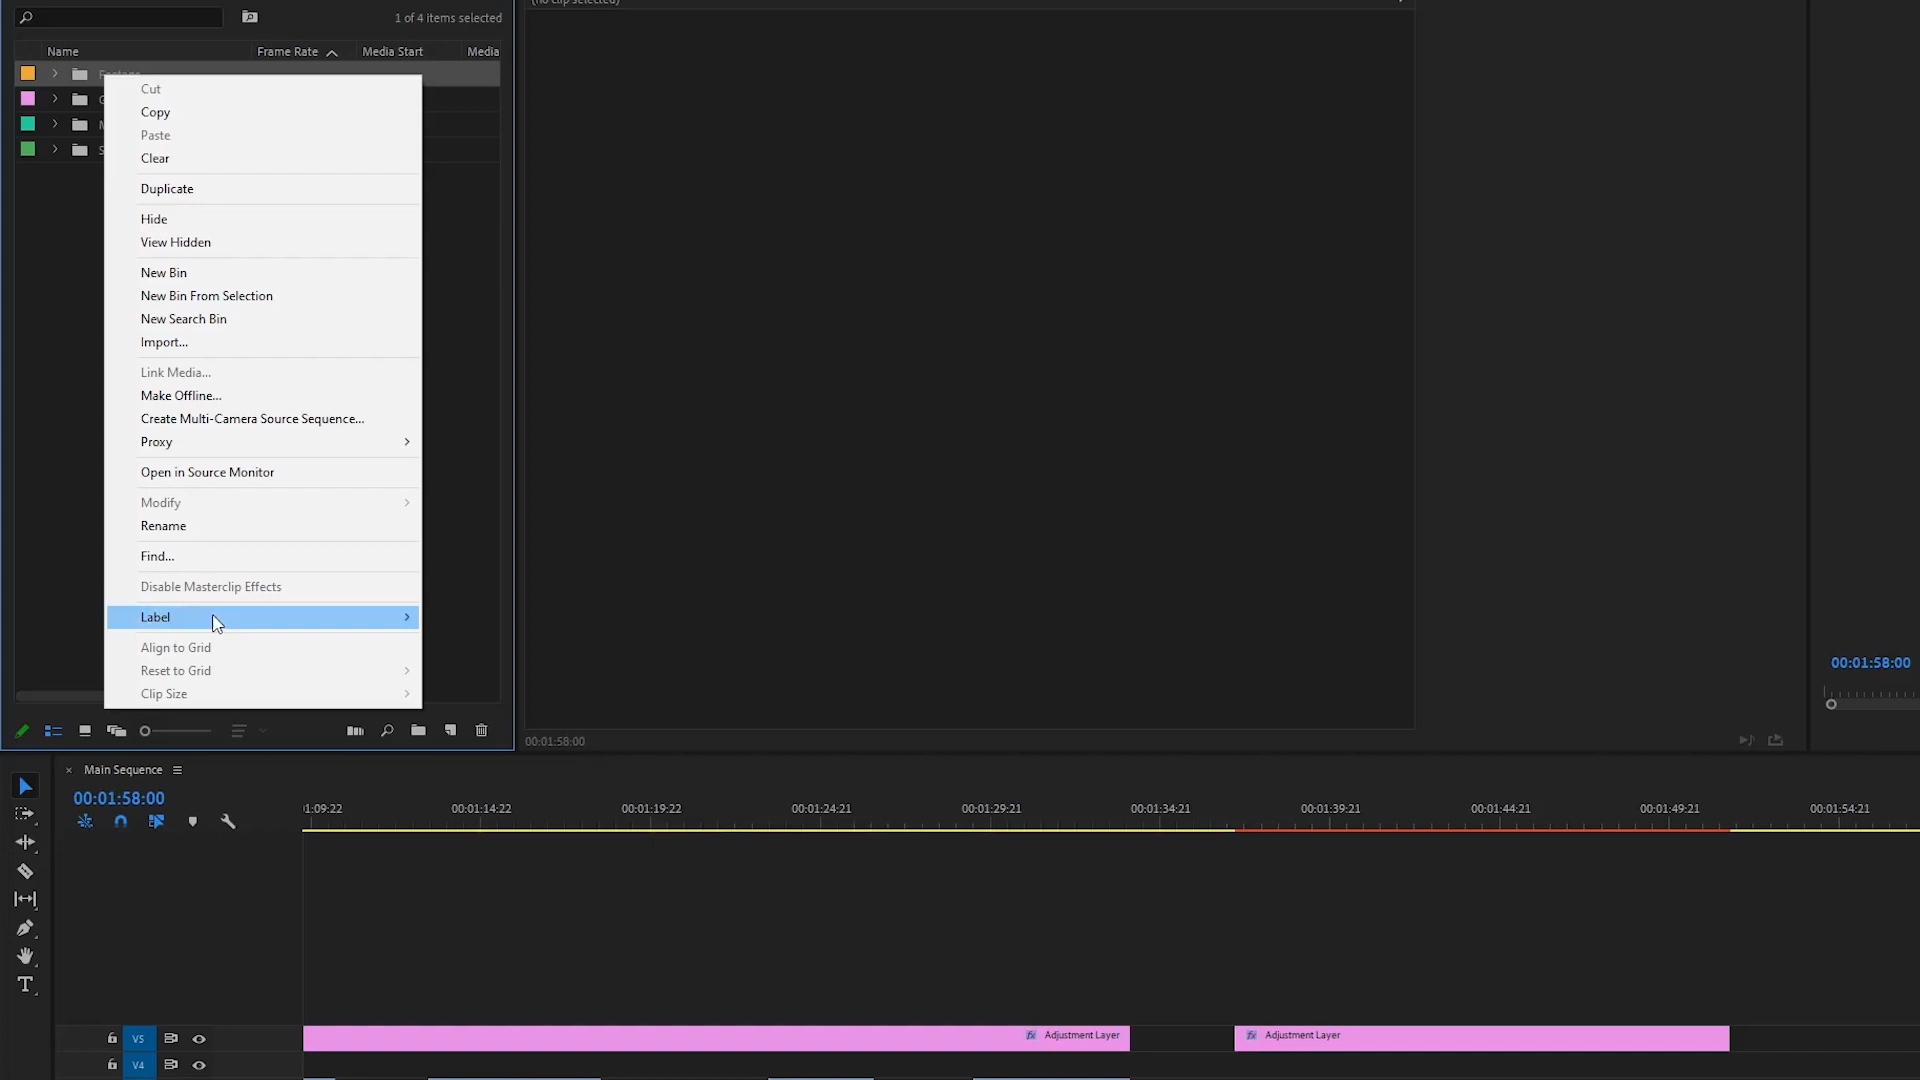 (no clip selected)
1 of 4 items selected
Name Frame Rate Media Start Media
Footage
Cut
Copy
Paste
Clear
Duplicate
Hide
View Hidden
New Bin
New Bin From Selection
New Search Bin
Import...
Link Media...
Make Offline...
Create Multi-Camera Source Sequence...
Proxy
Open in Source Monitor
Modify
Rename
Find...
Disable Masterclip Effects
Label
Align to Grid
Reset to Grid
Clip Size
00:01:58:00
00:01:58:00
Main Sequence
00:01:58:00
1:09:22 00:01:14:22 00:01:19:22 00:01:24:21 00:01:29:21 00:01:34:21 00:01:39:21 00:01:44:21 00:01:49:21 00:01:54:21
V5 fx Adjustment Layer fx Adjustment Layer
V4